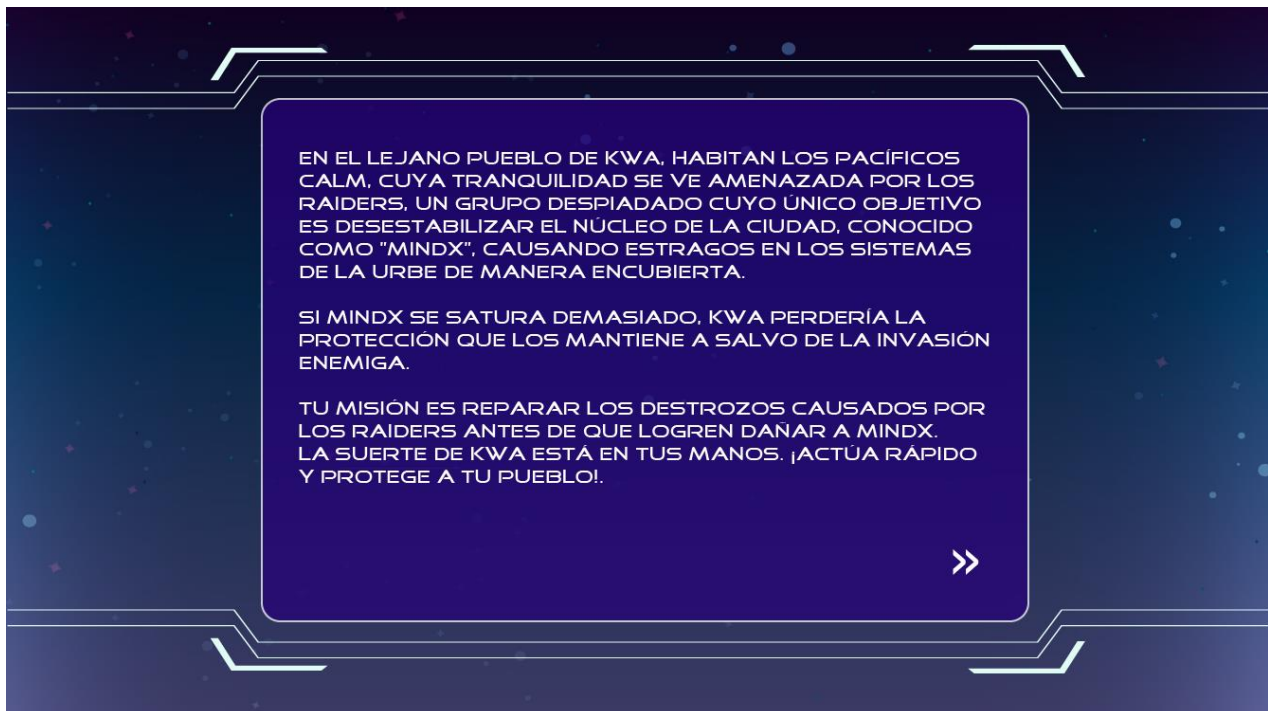 EN EL LEJANO PUEBLO DE KWA, HABITAN LOS PACÍFICOS
CALM, CUYA TRANQUILIDAD SE VE AMENAZADA POR LOS
RAIDERS, UN GRUPO DESPIADADO CUYO ÚNICO OBJETIVO
ES DESESTABILIZAR EL NÚCLEO DE LA CIUDAD, CONOCIDO
COMO "MINDX", CAUSANDO ESTRAGOS EN LOS SISTEMAS
DE LA URBE DE MANERA ENCUBIERTA.
SI MINDX SE SATURA DEMASIADO, KWA PERDERÍA LA
PROTECCIÓN QUE LOS MANTIENE A SALVO DE LA INVASIÓN
ENEMIGA.
TU MISIÓN ES REPARAR LOS DESTROZOS CAUSADOS POR
LOS RAIDERS ANTES DE QUE LOGREN DAÑAR A MINDX.
LA SUERTE DE KWA ESTÁ EN TUS MANOS. ¡ACTÚA RÁPIDO
Y PROTEGE A TU PUEBLO!.
»